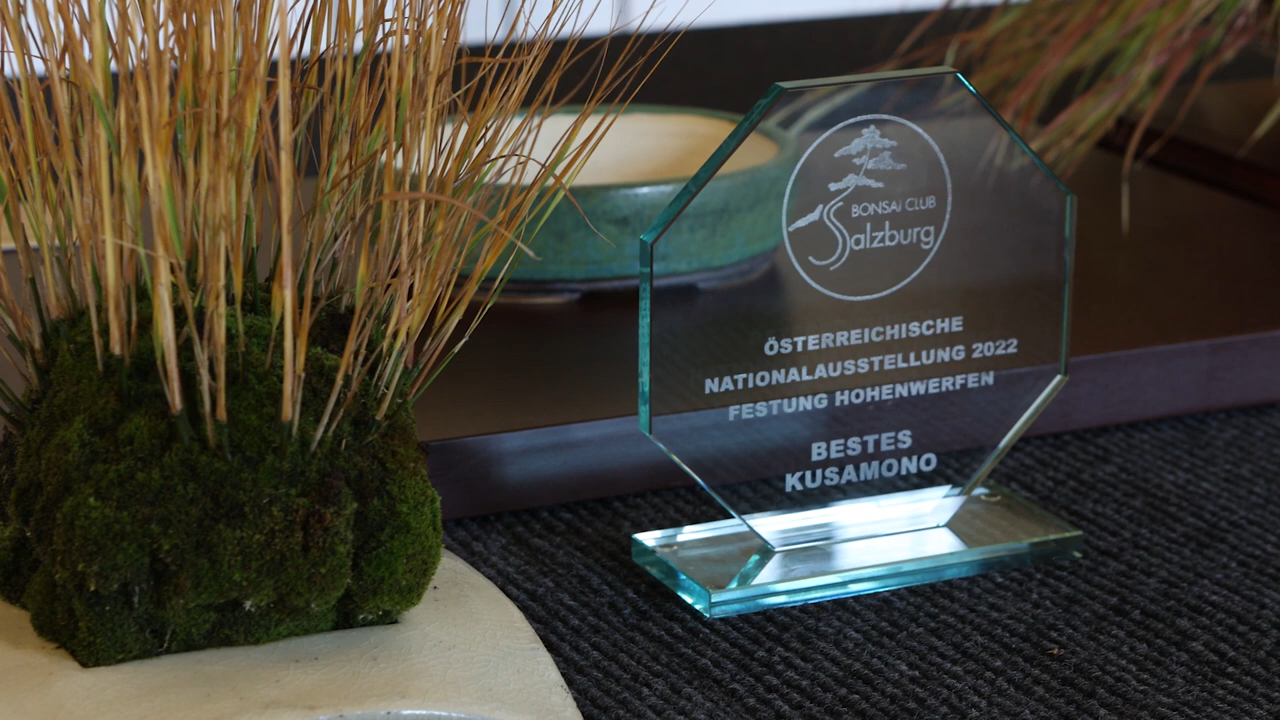 BONSAI CLUB
Salzburg
ÖSTERREICHISCHE
NATIONALAUSSTELLUNG 2022
FESTUNG HOHENWERFEN
BESTES
KUSAMONO